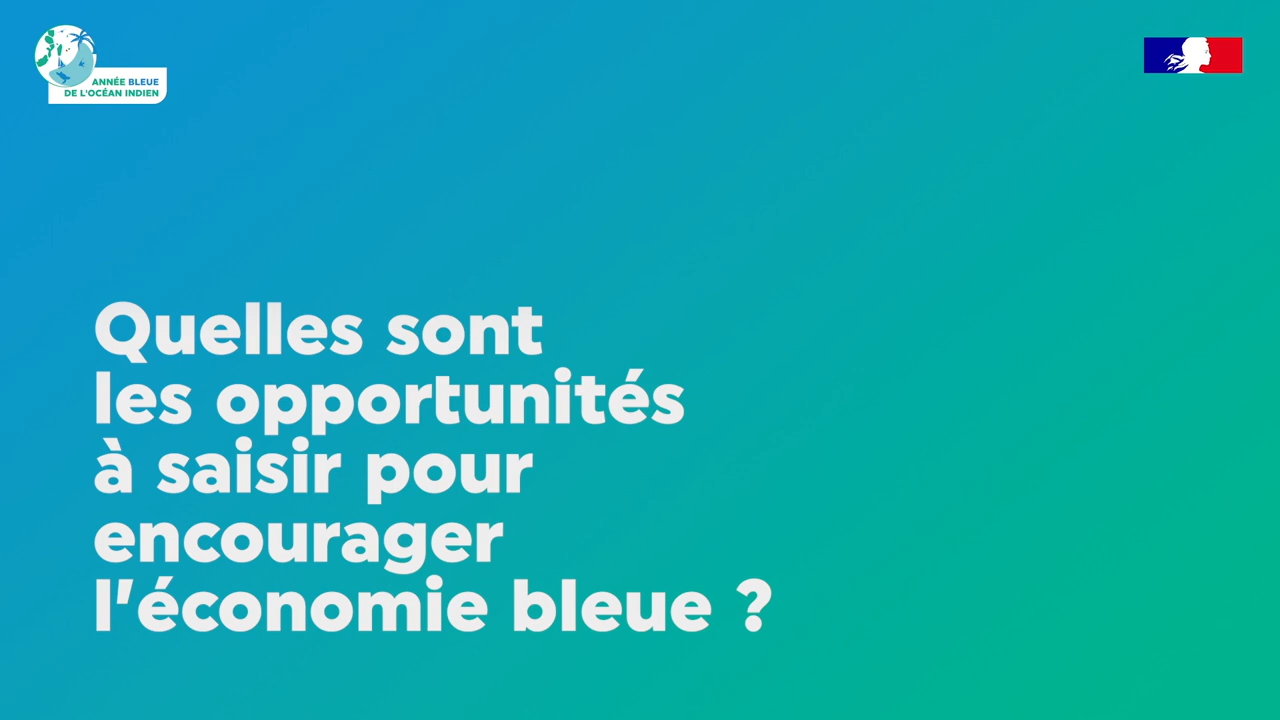 ANNÉE BLEUE
DE L'OCÉAN INDIEN
Quelles sont
les opportunités
à saisir pour
encourager
l’économie bleue ?